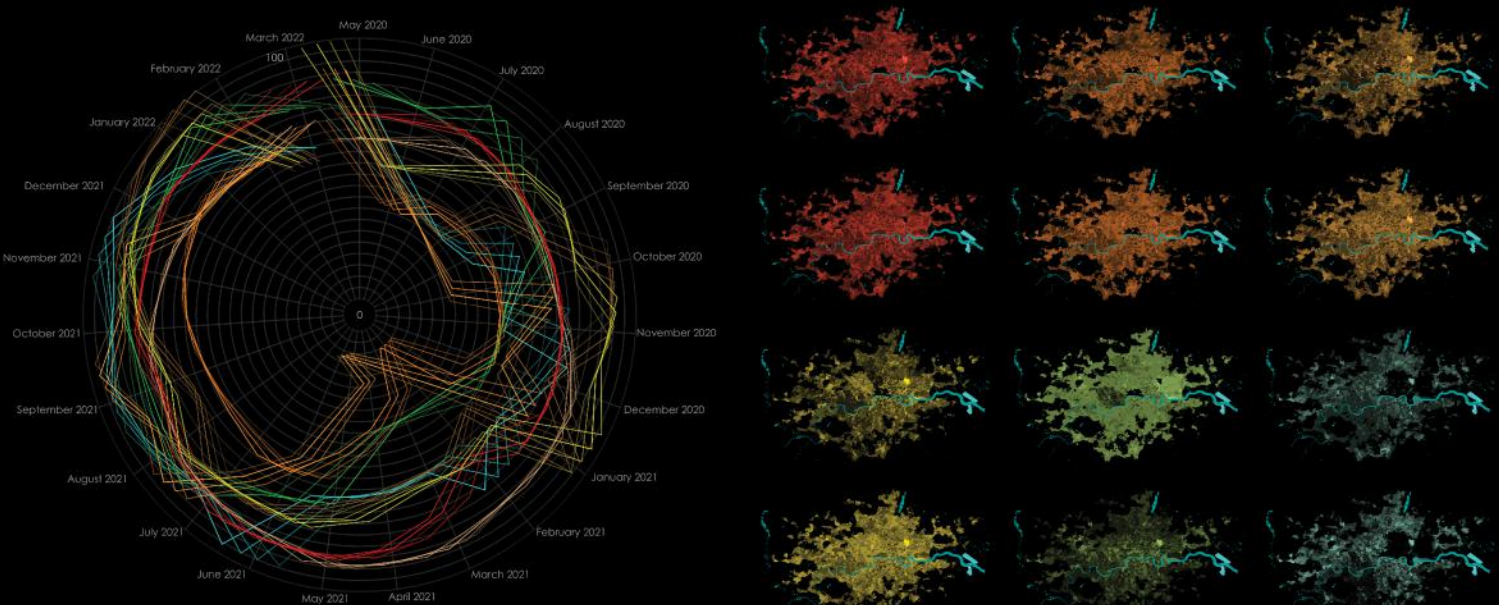 May 2020
June 2020
July 2020
August 2020
September 2020
October 2020
November 2020
December 2020
January 2021
February 2021
March 2021
April 2021
May 2021
June 2021
July 2021
August 2021
September 2021
October 2021
November 2021
December 2021
January 2022
February 2022
March 2022
100
0